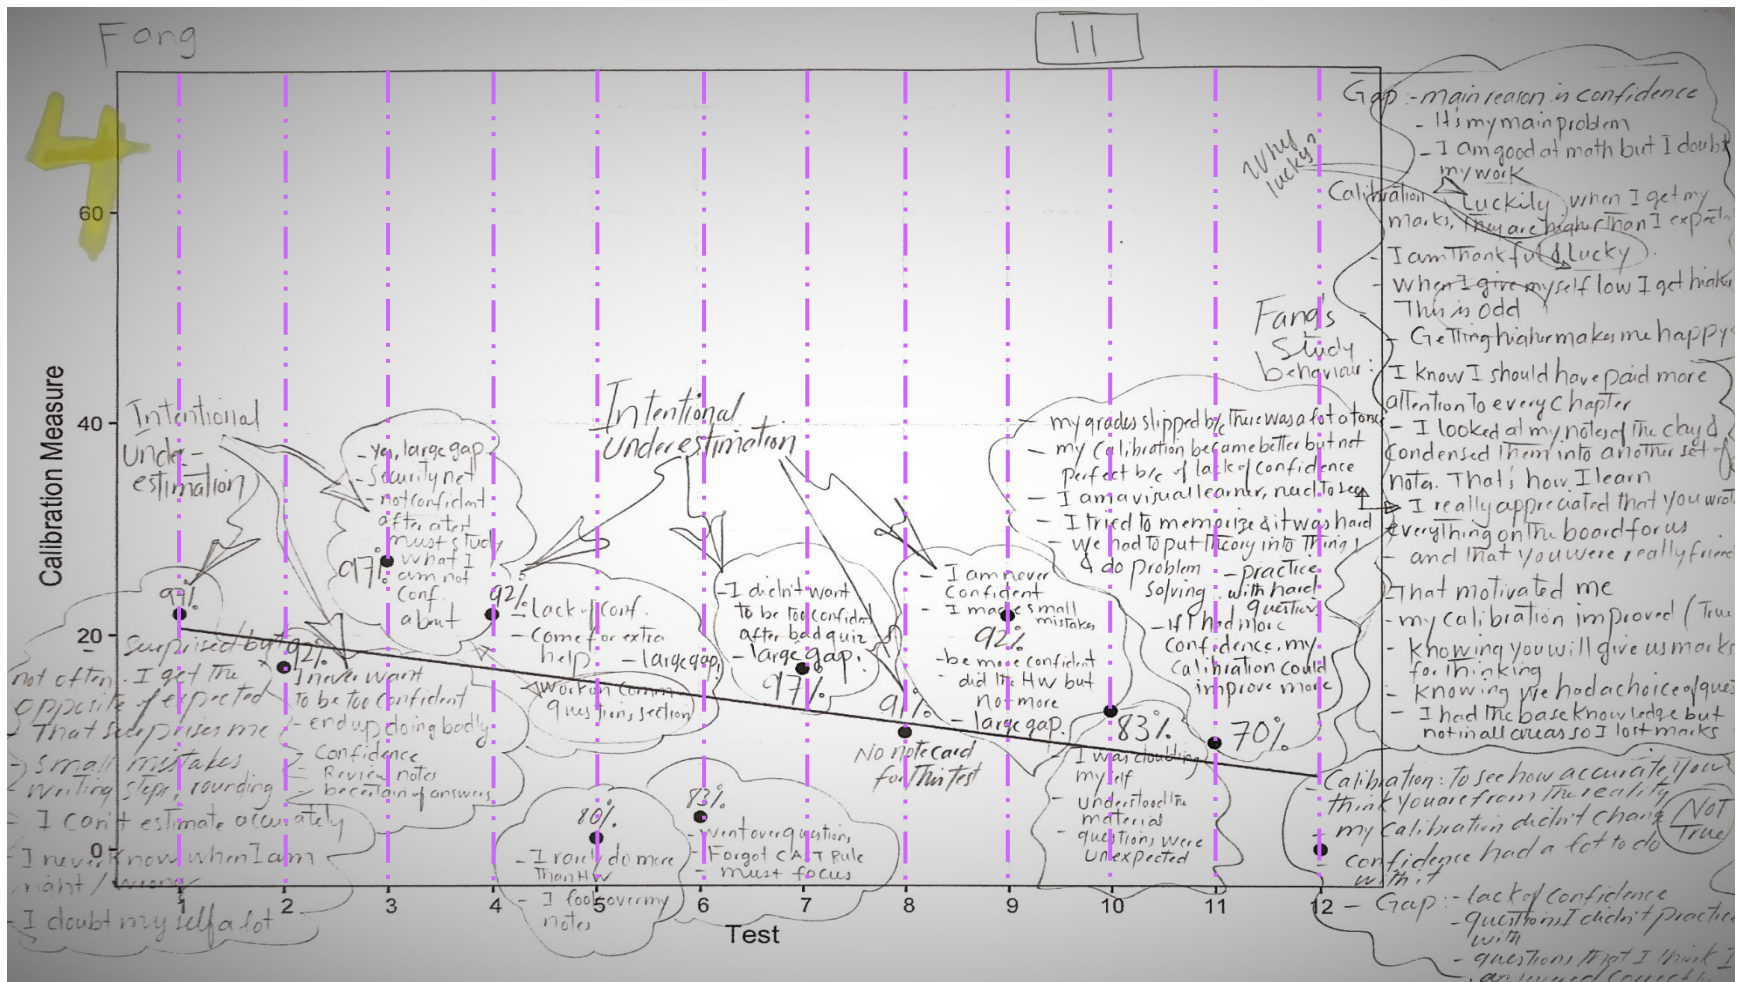 Fang
11
4
Gap :- main reason is confidence
- It's my main problem
- I am good at math but I doubt
my work
Why
lucky?
Calibration
Luckily when I get my
marks, They are higher Than I
- I am Thankful & Lucky.
- When I give myself low I get higher
This is odd
- Getting higher makes me happy
Fang's
Study
behaviour:
I know I should have paid more
attention to every Chapter
- I looked at my notes of the day &
condensed Them into another set of
notes. That's how I learn
I really appreciated that you wrote
everything on The board for us
- and That you were really
That motivated me
- my calibration improved (True
- Knowing you will give us marks
for Thinking
- Knowing we had a choice of
- I had The base knowledge but
not in all areas so I lost marks
- my grades slipped b/c There was a lot
- my Calibration became better but not
perfect b/c of lack of confidence
- I am a visual learner, need to see
- I tried to memorize & it was hard
- We had to put Theory into Things
& do problem
solving
- practice
with hard
question
- If I had more
confidence, my
Calibration could
improve more
Calibration Measure
60
40
20
0
Intentional
Under-
estimation
Intentional
underestimation
- Yes, large gap
- Security net
- not confident
after a test
must study
what I
am not
conf.
about
97%
99%
- Surprised by
not often. I get The
opposite of expected
That surprises me
- small mistakes
writing steps, rounding
- I can't estimate accurately
- I never know when I am
right / wrong
- I doubt myself a lot
92%
I never want
to be too confident
- end up doing badly
- Confidence
- Review notes
- be certain of answers
92%
- Lack of conf.
- come for extra
help
- large gap
- Work on Comm.
questions section
80%
- I rarely do more
Than HW
- I look over my
notes
83%
- Went over question,
- Forgot CAST Rule
- must focus
- I didn't want
to be too confident
after bad quiz
- large gap!
97%
91%
No note card
for This test
- I am never
Confident
- I made small
mistakes
92%
- be more confident
did The HW but
not more
- large gap.
83%
- I was doubting
myself
- understood The
material
- questions were
Unexpected
70%
- Calibration: To see how accurate you
think you are from The reality
- my calibration didn't change
NOT
True
- confidence had a lot to do
with it
- Gap :- lack of confidence
- questions I didn't practice
with
- questions That I Think I
1 2 3 4 5 6 7 8 9 10 11 12
Test